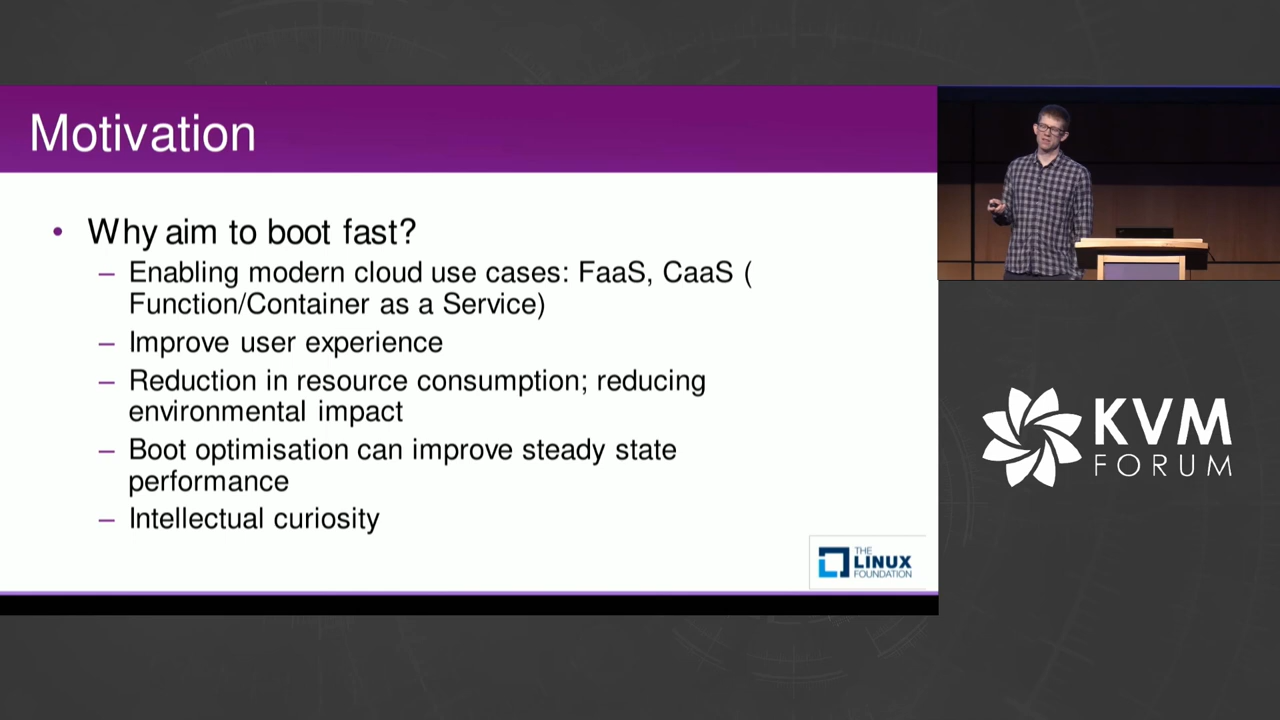 Motivation
• Why aim to boot fast?
– Enabling modern cloud use cases: FaaS, CaaS (
Function/Container as a Service)
– Improve user experience
– Reduction in resource consumption; reducing
environmental impact
– Boot optimisation can improve steady state
performance
– Intellectual curiosity
THE
LINUX
FOUNDATION
KVM
FORUM